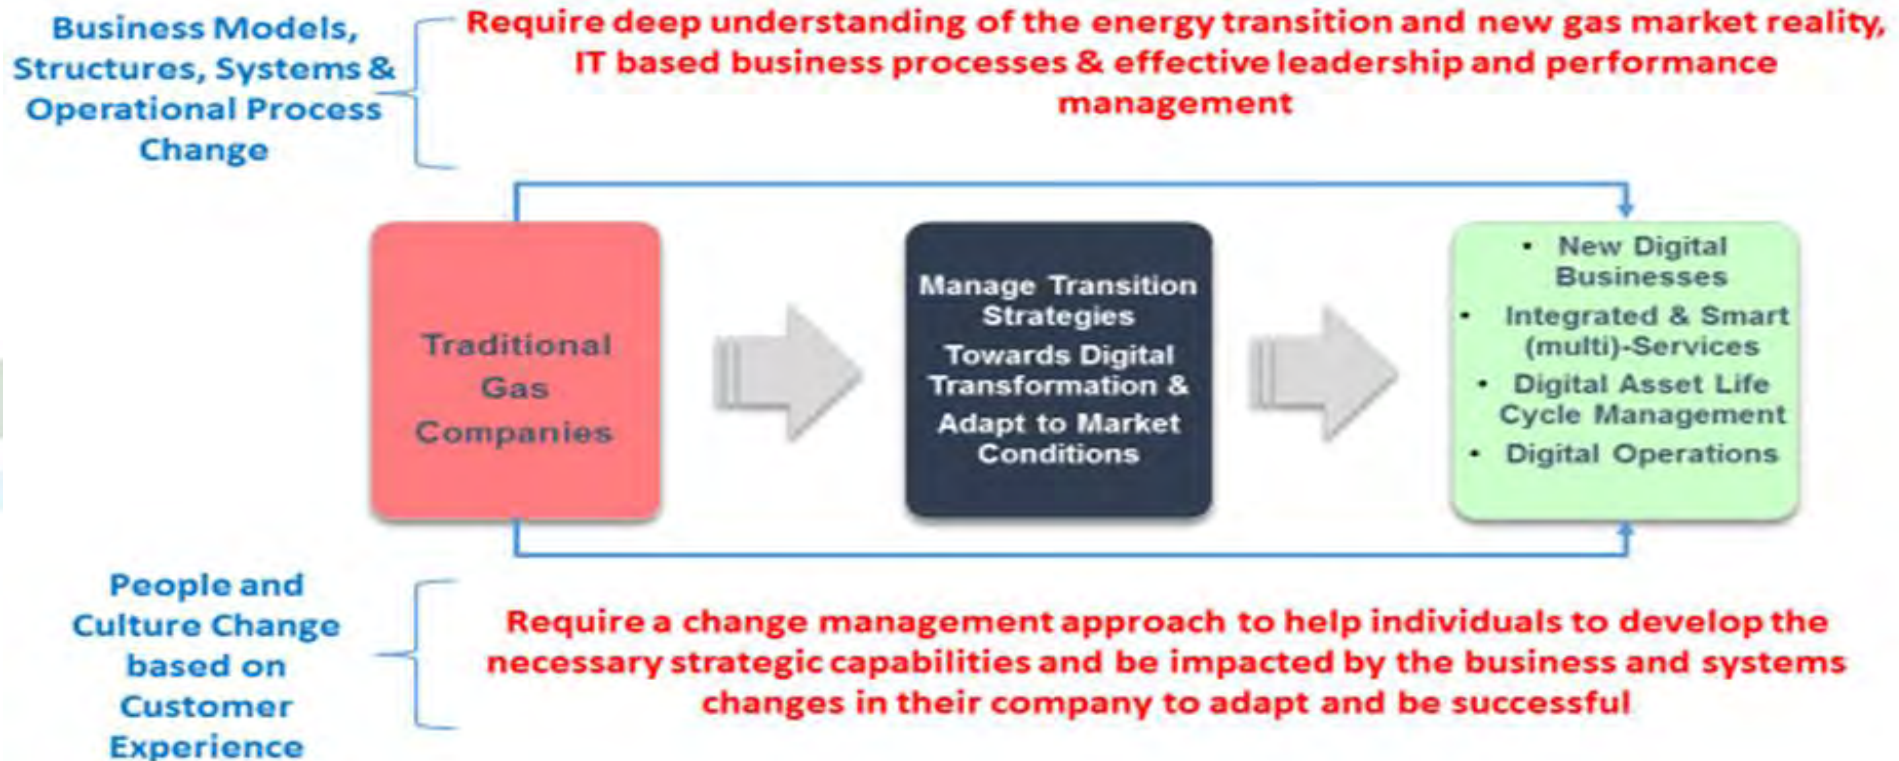 Business Models,
Structures, Systems &
Operational Process
Change
Require deep understanding of the energy transition and new gas market reality,
IT based business processes & effective leadership and performance
management
Traditional
Gas
Companies
Manage Transition
Strategies
Towards Digital
Transformation &
Adapt to Market
Conditions
• New Digital
Businesses
• Integrated & Smart
(multi)-Services
• Digital Asset Life
Cycle Management
• Digital Operations
People and
Culture Change
based on
Customer
Experience
Require a change management approach to help individuals to develop the
necessary strategic capabilities and be impacted by the business and systems
changes in their company to adapt and be successful